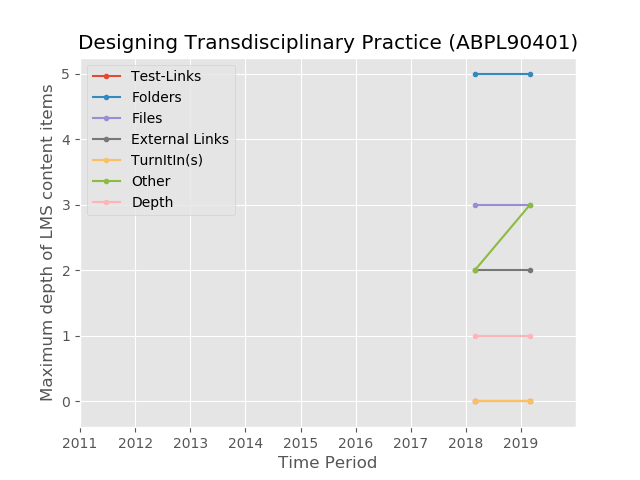 Designing Transdisciplinary Practice (ABPL90401)
Test-Links
Folders
Files
External Links
TurnItIn(s)
Other
Depth
Maximum depth of LMS content items
5
4
3
2
1
0
2011 2012 2013 2014 2015 2016 2017 2018 2019
Time Period